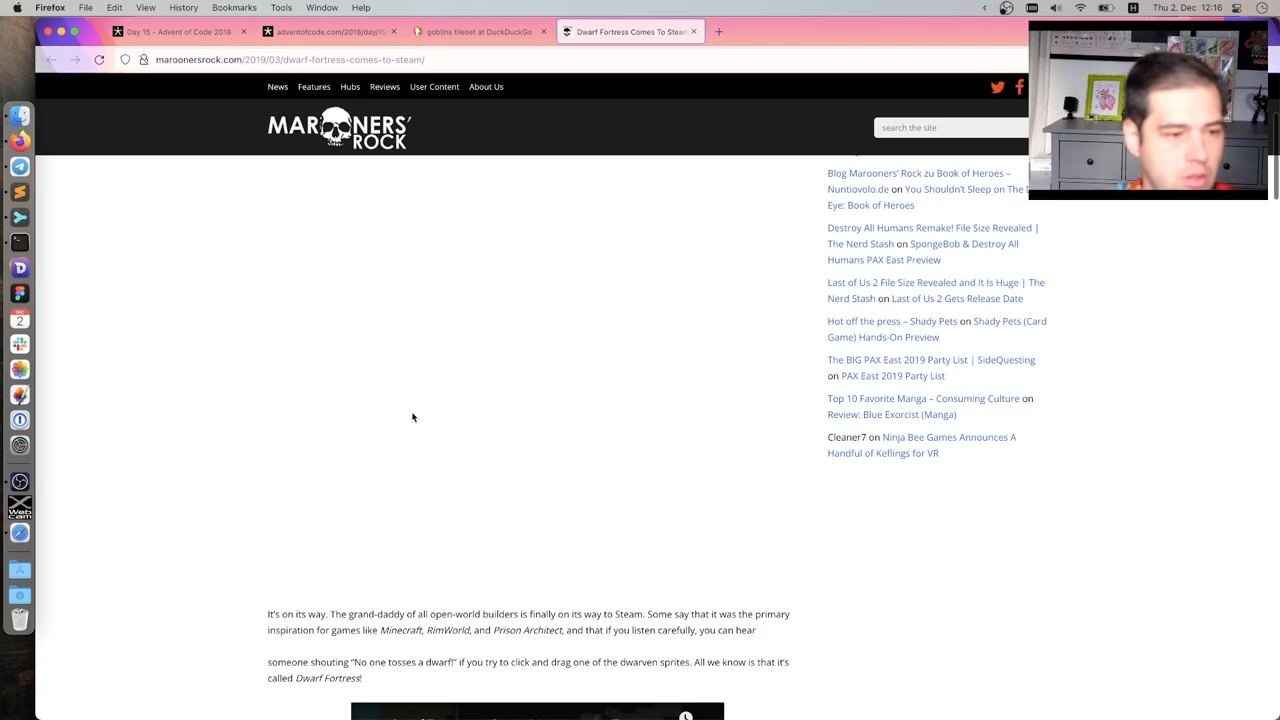 Firefox File Edit View History Bookmarks Tools Window Help
Day 15 - Advent of Code 2018
adventofcode.com/2018/day/15/
goblins tileset at DuckDuckGo
Dwarf Fortress Comes To Steam
maroonersrock.com/2019/03/dwarf-fortress-comes-to-steam/
News Features Hubs Reviews User Content About Us
MAROONERS'
ROCK
search the site
Blog Marooners' Rock zu Book of Heroes –
Nuntiovolo.de on You Shouldn't Sleep on The
Eye: Book of Heroes
Destroy All Humans Remake! File Size Revealed |
The Nerd Stash on SpongeBob & Destroy All
Humans PAX East Preview
Last of Us 2 File Size Revealed and It Is Huge | The
Nerd Stash on Last of Us 2 Gets Release Date
Hot off the press – Shady Pets on Shady Pets (Card
Game) Hands-On Preview
The BIG PAX East 2019 Party List | SideQuesting
on PAX East 2019 Party List
Top 10 Favorite Manga – Consuming Culture on
Review: Blue Exorcist (Manga)
Cleaner7 on Ninja Bee Games Announces A
Handful of Keflings for VR
DEC
2
Webcam
It's on its way. The grand-daddy of all open-world builders is finally on its way to Steam. Some say that it was the primary
inspiration for games like Minecraft, RimWorld, and Prison Architect, and that if you listen carefully, you can hear
someone shouting “No one tosses a dwarf!” if you try to click and drag one of the dwarven sprites. All we know is that it's
called Dwarf Fortress!